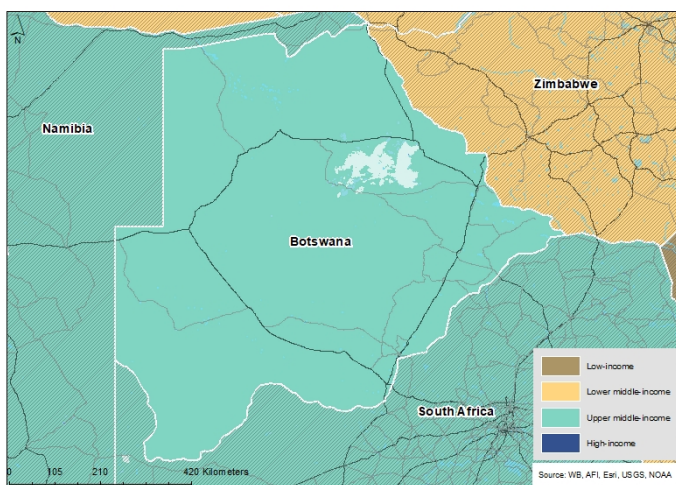 N
Zimbabwe
Namibia
Botswana
South Africa
Low-income
Lower middle-income
Upper middle-income
High-income
0 105 210 420 Kilometers
Source: WB, AFI, Esri, USGS, NOAA